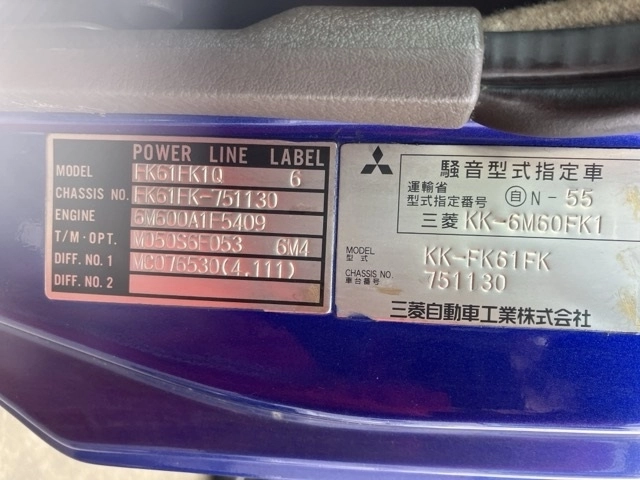 POWER LINE LABEL
MODEL FK61FK1Q 6
CHASSIS NO. FK61FK-751130
ENGINE 6M600A1F5409
T/M・OPT. M050S6F053 6M4
DIFF. NO. 1 MC076530(4,111)
DIFF. NO. 2
騒音型式指定車
運輸省
型式指定番号 自 N - 55
三菱 KK-6M60FK1
MODEL
型式 KK-FK61FK
CHASSIS NO.
車台番号 751130
三菱自動車工業株式会社